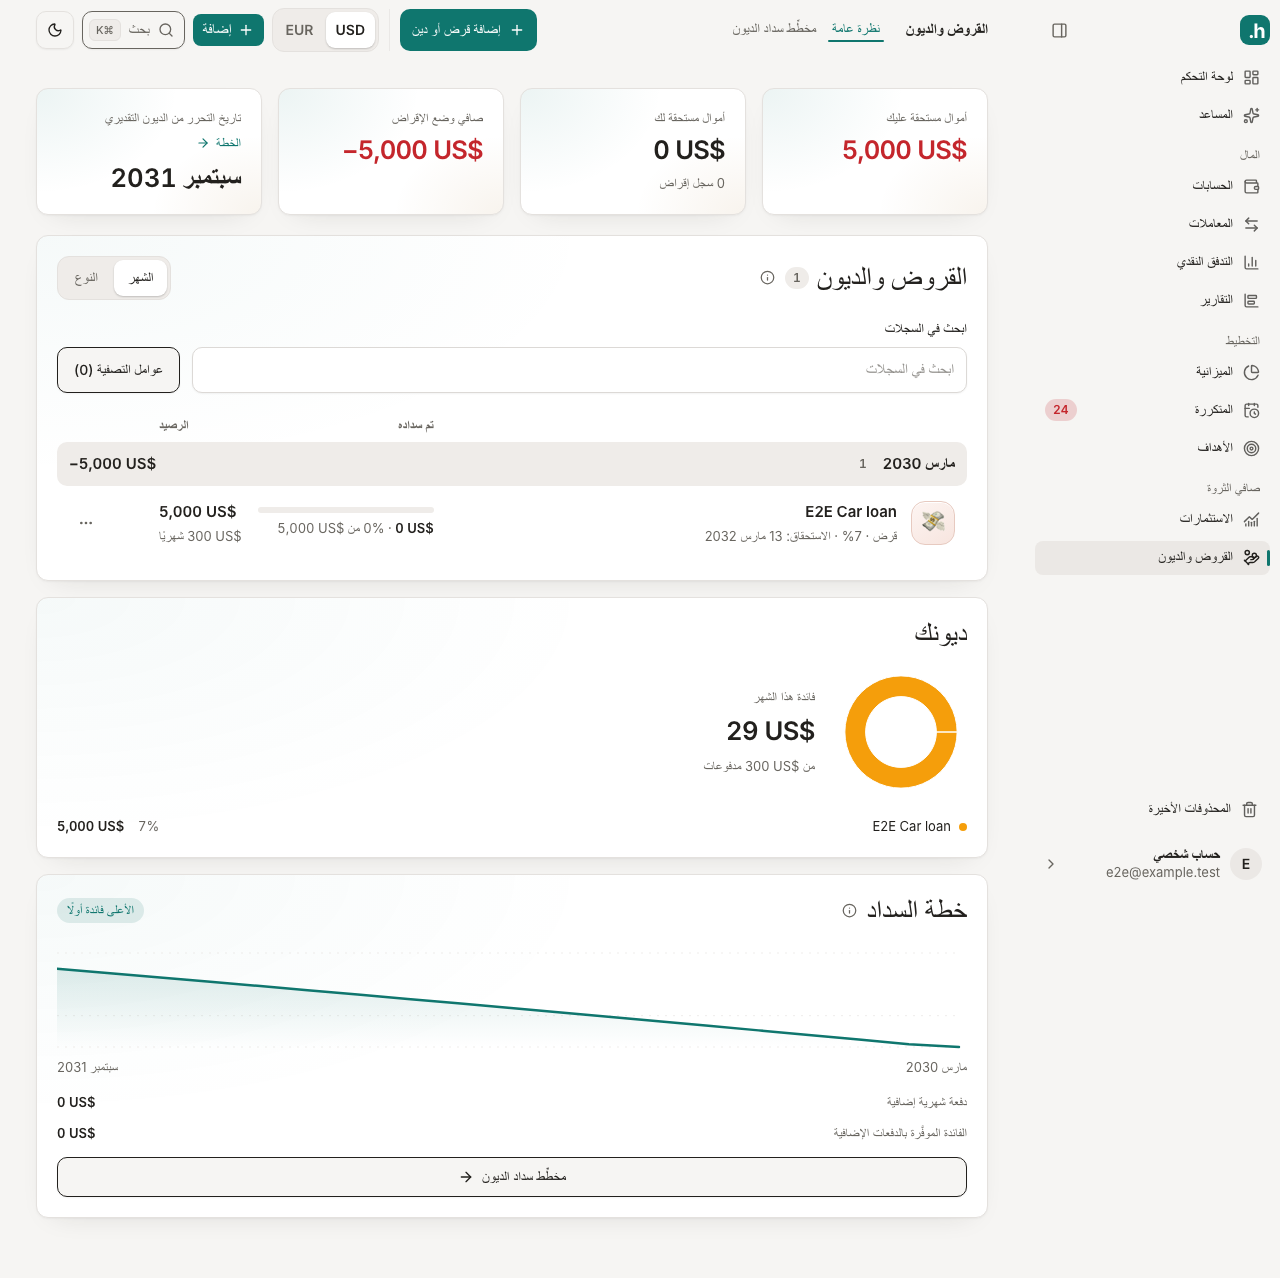 h.
لوحة التحكم
المساعد
المال
الحسابات
المعاملات
التدفق النقدي
التقارير
التخطيط
الميزانية
المتكررة
24
الأهداف
صافي الثروة
الاستثمارات
القروض والديون
المحذوفات الأخيرة
E
حساب شخصي
e2e@example.test
القروض والديون
نظرة عامة
مخطّط سداد الديون
إضافة قرض أو دين
USD
EUR
إضافة
بحث
⌘K
أموال مستحقة عليك
5,000 US$
أموال مستحقة لك
0 US$
0 سجل إقراض
صافي وضع الإقراض
−5,000 US$
تاريخ التحرر من الديون التقديري
الخطة
سبتمبر 2031
القروض والديون
1
الشهر
النوع
ابحث في السجلات
ابحث في السجلات
عوامل التصفية (0)
تم سداده
الرصيد
مارس 2030
1
−5,000 US$
E2E Car loan
قرض · 7% · الاستحقاق: 13 مارس 2032
0 US$ · 0% من 5,000 US$
5,000 US$
300 US$ شهريًا
ديونك
فائدة هذا الشهر
29 US$
من 300 US$ مدفوعات
E2E Car loan
7%
5,000 US$
خطة السداد
الأعلى فائدة أولًا
مارس 2030
سبتمبر 2031
دفعة شهرية إضافية
0 US$
الفائدة الموفّرة بالدفعات الإضافية
0 US$
مخطّط سداد الديون